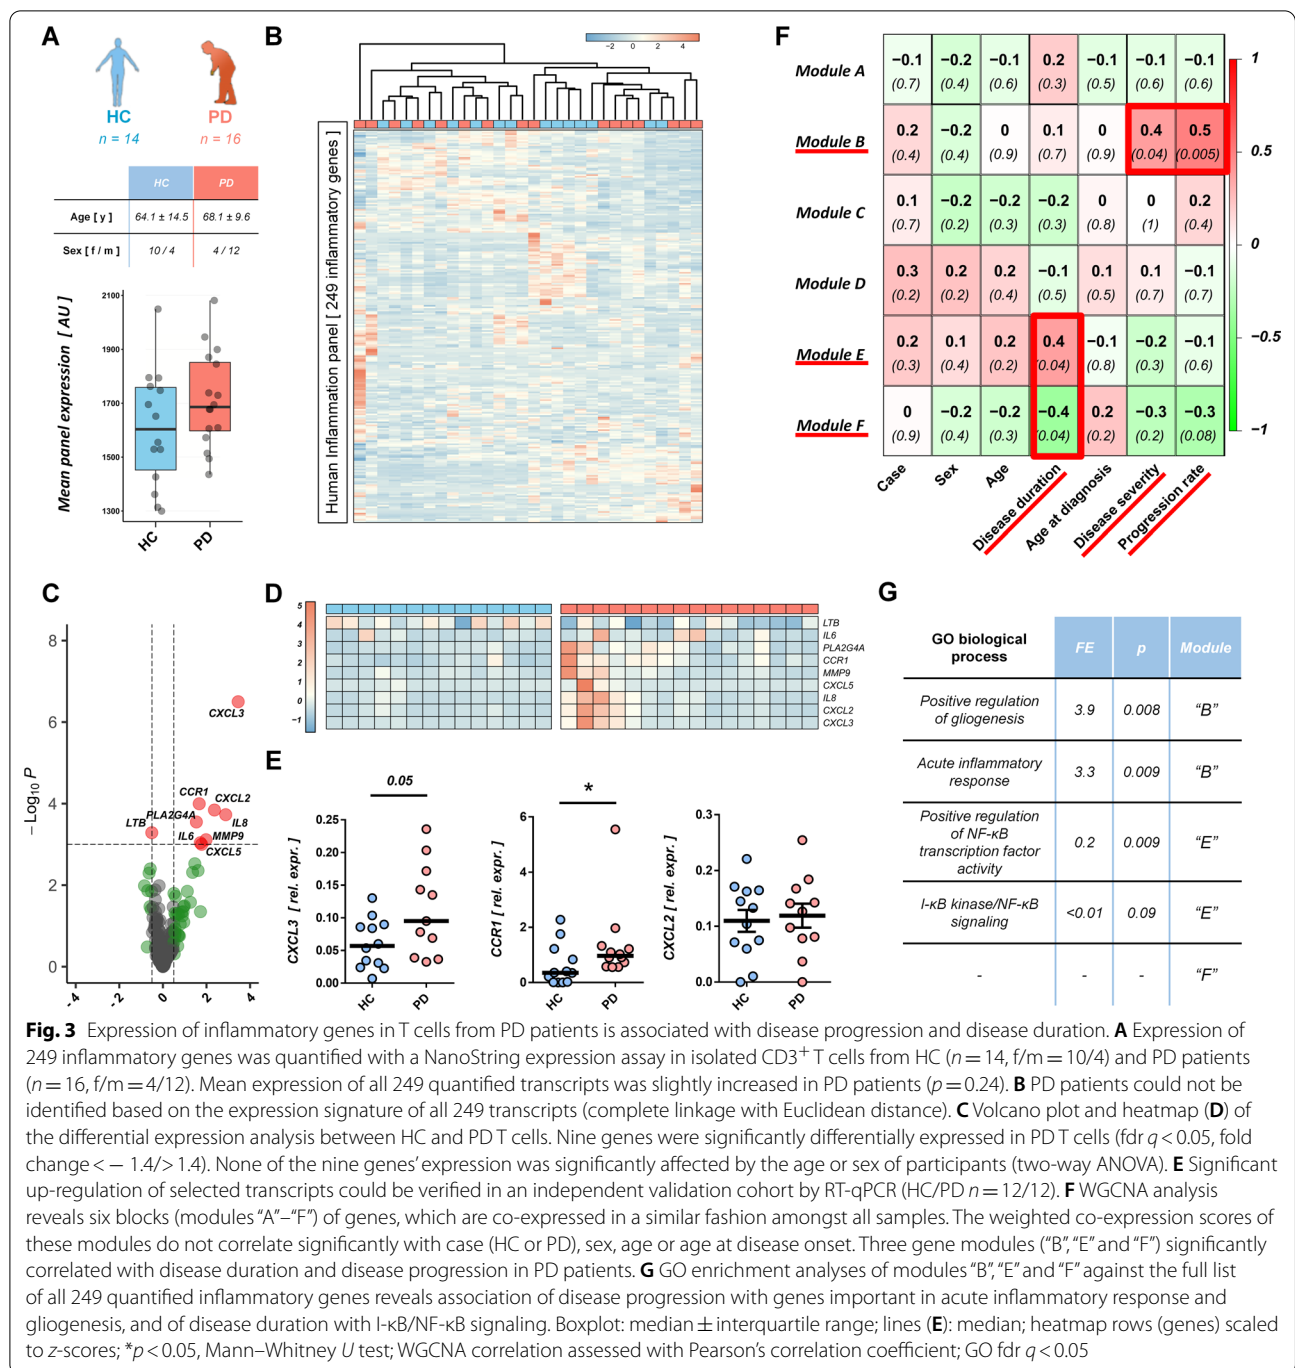 A
HC
n = 14
PD
n = 16
HC PD
Age [ y ] 64.1 ± 14.5 68.1 ± 9.6
Sex [ f / m ] 10 / 4 4 / 12
Mean panel expression [ AU ]
2100
1900
1700
1500
1300
HC PD
B
−2 0 2 4
Human Inflammation panel [ 249 inflammatory genes ]
F
Module A −0.1 −0.2 −0.1 0.2 −0.1 −0.1 −0.1
(0.7) (0.4) (0.6) (0.3) (0.5) (0.6) (0.6)
Module B 0.2 −0.2 0 0.1 0 0.4 0.5
(0.4) (0.4) (0.9) (0.7) (0.9) (0.04) (0.005)
Module C 0.1 −0.2 −0.2 −0.2 0 0 0.2
(0.7) (0.2) (0.3) (0.3) (0.8) (1) (0.4)
Module D 0.3 0.2 0.2 −0.1 0.1 0.1 −0.1
(0.2) (0.2) (0.4) (0.5) (0.5) (0.7) (0.7)
Module E 0.2 0.1 0.2 0.4 −0.1 −0.2 −0.1
(0.3) (0.4) (0.2) (0.04) (0.8) (0.3) (0.6)
Module F 0 −0.2 −0.2 −0.4 0.2 −0.3 −0.3
(0.9) (0.4) (0.3) (0.04) (0.2) (0.2) (0.08)
Case Sex Age Disease duration Age at diagnosis Disease severity Progression rate
1
0.5
0
−0.5
−1
C
− Log10 P
8
6
4
2
0
−4 −2 0 2 4
CXCL3
CCR1
CXCL2
PLA2G4A
LTB
IL8
IL6
MMP9
CXCL5
D
5
4
3
2
1
0
−1
LTB
IL6
PLA2G4A
CCR1
MMP9
CXCL5
IL8
CXCL2
CXCL3
E
CXCL3 [ rel. expr. ]
0.25
0.20
0.15
0.10
0.05
0.00
0.05
HC PD
CCR1 [ rel. expr. ]
6
4
2
0
*
HC PD
CXCL2 [ rel. expr. ]
0.3
0.2
0.1
0.0
HC PD
G
GO biological process FE p Module
Positive regulation
of gliogenesis 3.9 0.008 “B”
Acute inflammatory
response 3.3 0.009 “B”
Positive regulation
of NF-κB
transcription factor
activity 0.2 0.009 “E”
I-κB kinase/NF-κB
signaling <0.01 0.09 “E”
- - - “F”
Fig. 3 Expression of inflammatory genes in T cells from PD patients is associated with disease progression and disease duration. A Expression of
249 inflammatory genes was quantified with a NanoString expression assay in isolated CD3+ T cells from HC (n = 14, f/m = 10/4) and PD patients
(n = 16, f/m = 4/12). Mean expression of all 249 quantified transcripts was slightly increased in PD patients (p = 0.24). B PD patients could not be
identified based on the expression signature of all 249 transcripts (complete linkage with Euclidean distance). C Volcano plot and heatmap (D) of
the differential expression analysis between HC and PD T cells. Nine genes were significantly differentially expressed in PD T cells (fdr q < 0.05, fold
change < − 1.4/> 1.4). None of the nine genes’ expression was significantly affected by the age or sex of participants (two-way ANOVA). E Significant
up-regulation of selected transcripts could be verified in an independent validation cohort by RT-qPCR (HC/PD n = 12/12). F WGCNA analysis
reveals six blocks (modules “A”–“F”) of genes, which are co-expressed in a similar fashion amongst all samples. The weighted co-expression scores of
these modules do not correlate significantly with case (HC or PD), sex, age or age at disease onset. Three gene modules (“B”, “E” and “F”) significantly
correlated with disease duration and disease progression in PD patients. G GO enrichment analyses of modules “B”, “E” and “F” against the full list
of all 249 quantified inflammatory genes reveals association of disease progression with genes important in acute inflammatory response and
gliogenesis, and of disease duration with I-κB/NF-κB signaling. Boxplot: median ± interquartile range; lines (E): median; heatmap rows (genes) scaled
to z-scores; *p < 0.05, Mann–Whitney U test; WGCNA correlation assessed with Pearson’s correlation coefficient; GO fdr q < 0.05